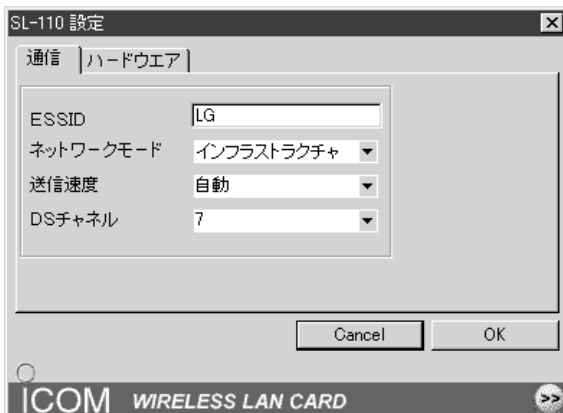 SL-110 設定
通信 ハードウエア
ESSID LG
ネットワークモード インフラストラクチャ
送信速度 自動
DSチャネル 7
Cancel OK
ICOM WIRELESS LAN CARD >>